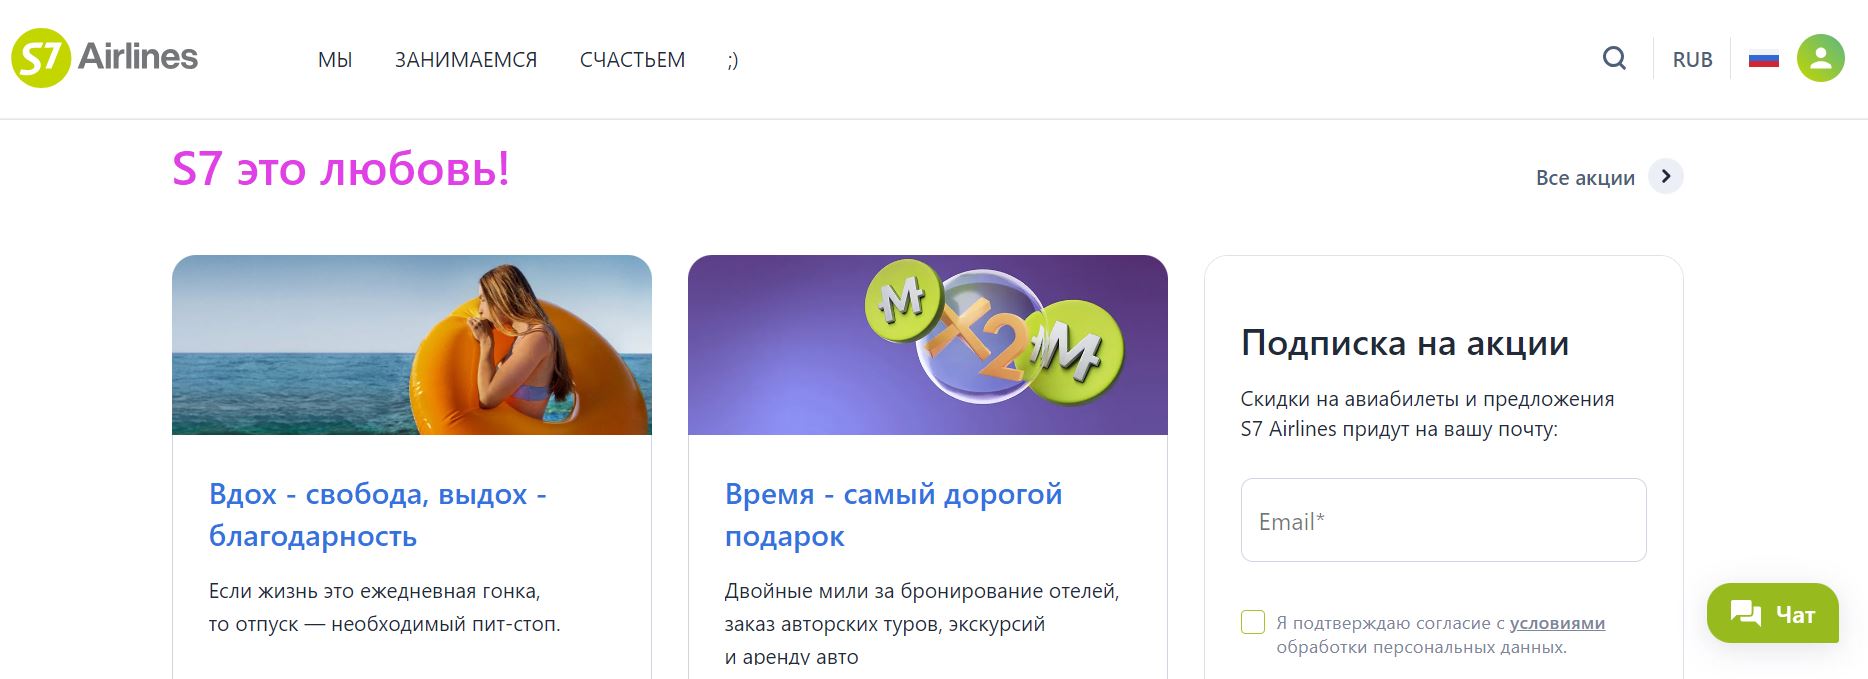 S7 Airlines
МЫ ЗАНИМАЕМСЯ СЧАСТЬЕМ ;)
RUB
S7 это любовь!
Все акции
M X2 M
Вдох - свобода, выдох -
благодарность
Если жизнь это ежедневная гонка,
то отпуск — необходимый пит-стоп.
Время - самый дорогой
подарок
Двойные мили за бронирование отелей,
заказ авторских туров, экскурсий
и аренду авто
Подписка на акции
Скидки на авиабилеты и предложения
S7 Airlines придут на вашу почту:
Email*
Я подтверждаю согласие с условиями
обработки персональных данных.
Чат